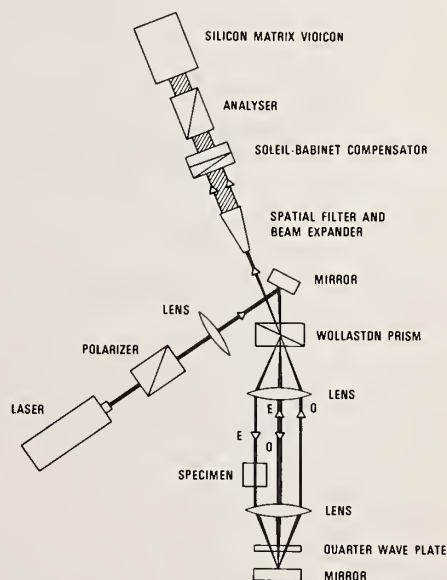 SILICON MATRIX VIDICON
ANALYSER
SOLEIL-BABINET COMPENSATOR
SPATIAL FILTER AND
BEAM EXPANDER
MIRROR
LENS
WOLLASTON PRISM
POLARIZER
LASER
LENS
E
O
E
O
SPECIMEN
LENS
QUARTER WAVE PLATE
MIRROR